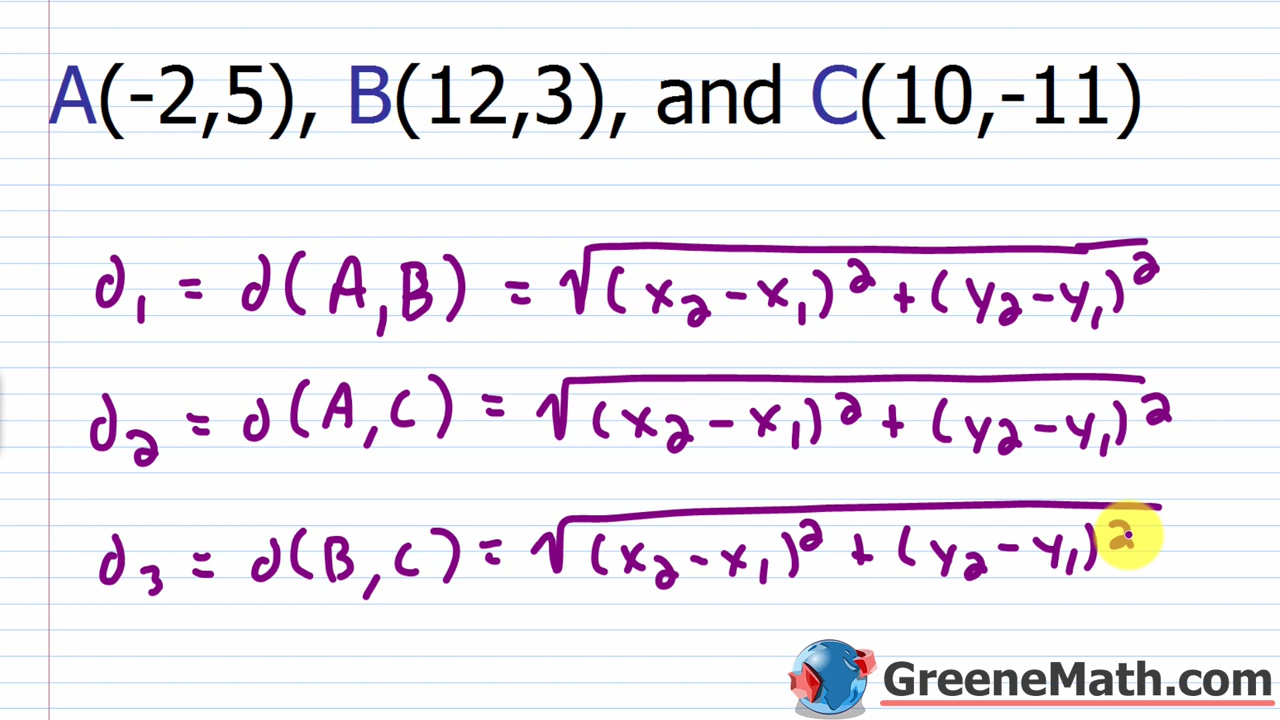 A(-2,5), B(12,3), and C(10,-11)
d₁ = d(A,B) = √(x₂-x₁)²+(y₂-y₁)²
d₂ = d(A,C) = √(x₂-x₁)²+(y₂-y₁)²
d₃ = d(B,C) = √(x₂-x₁)²+(y₂-y₁)²
GreeneMath.com